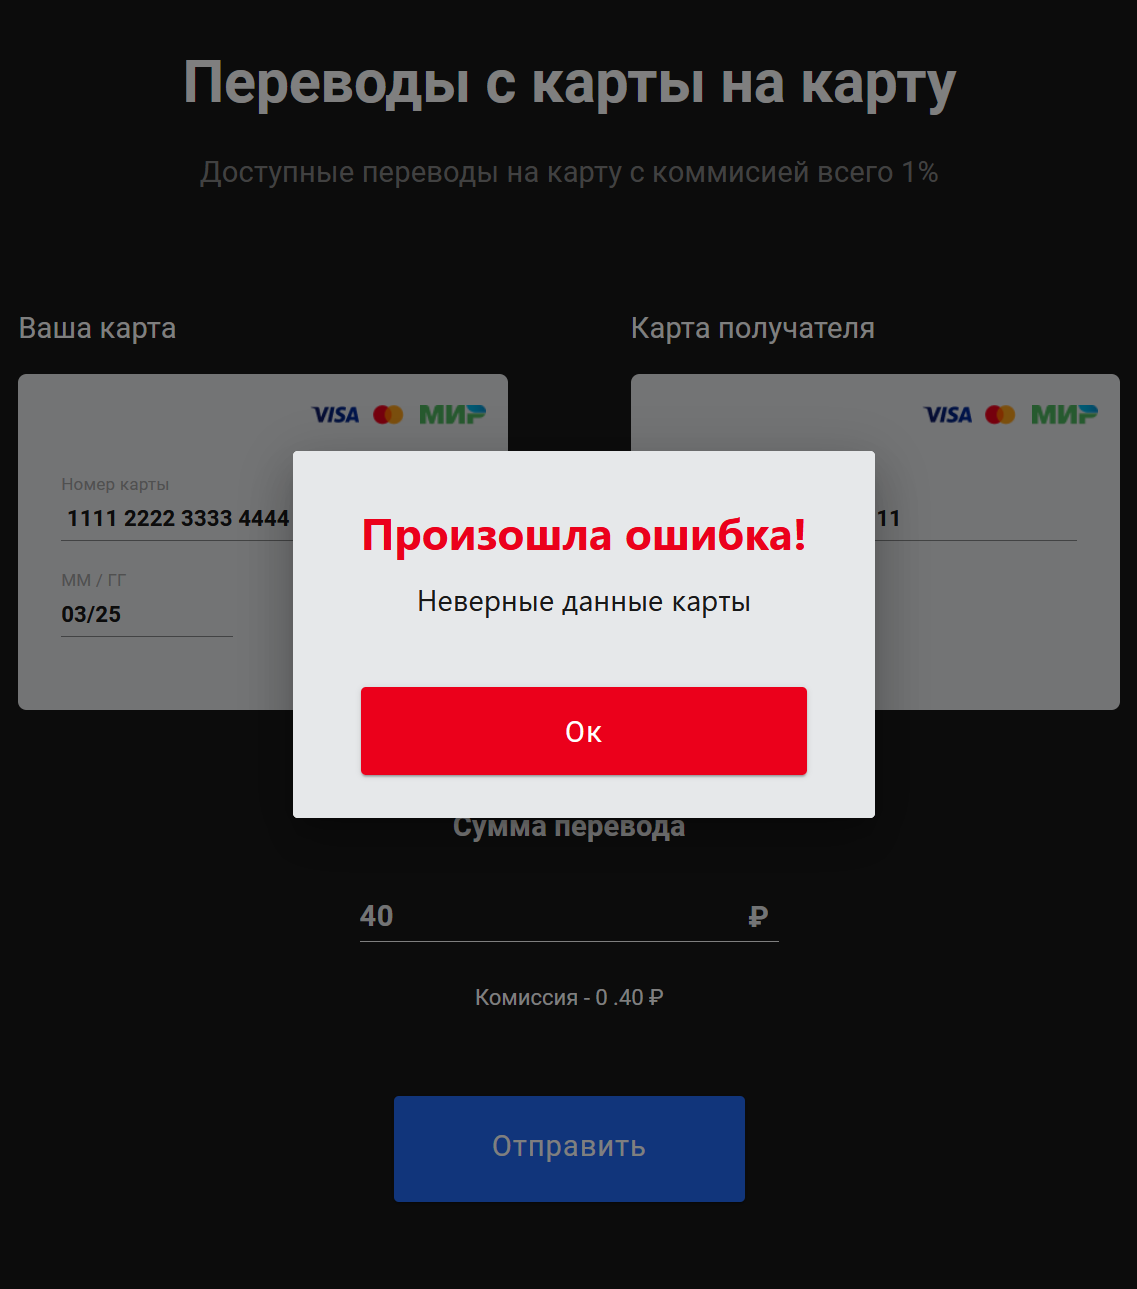 Переводы с карты на карту
Доступные переводы на карту с коммисией всего 1%
Ваша карта
Карта получателя
VISA МИР
VISA МИР
Номер карты
1111 2222 3333 4444
11
ММ / ГГ
03/25
Произошла ошибка!
Неверные данные карты
Ок
Сумма перевода
40 ₽
Комиссия - 0 .40 ₽
Отправить